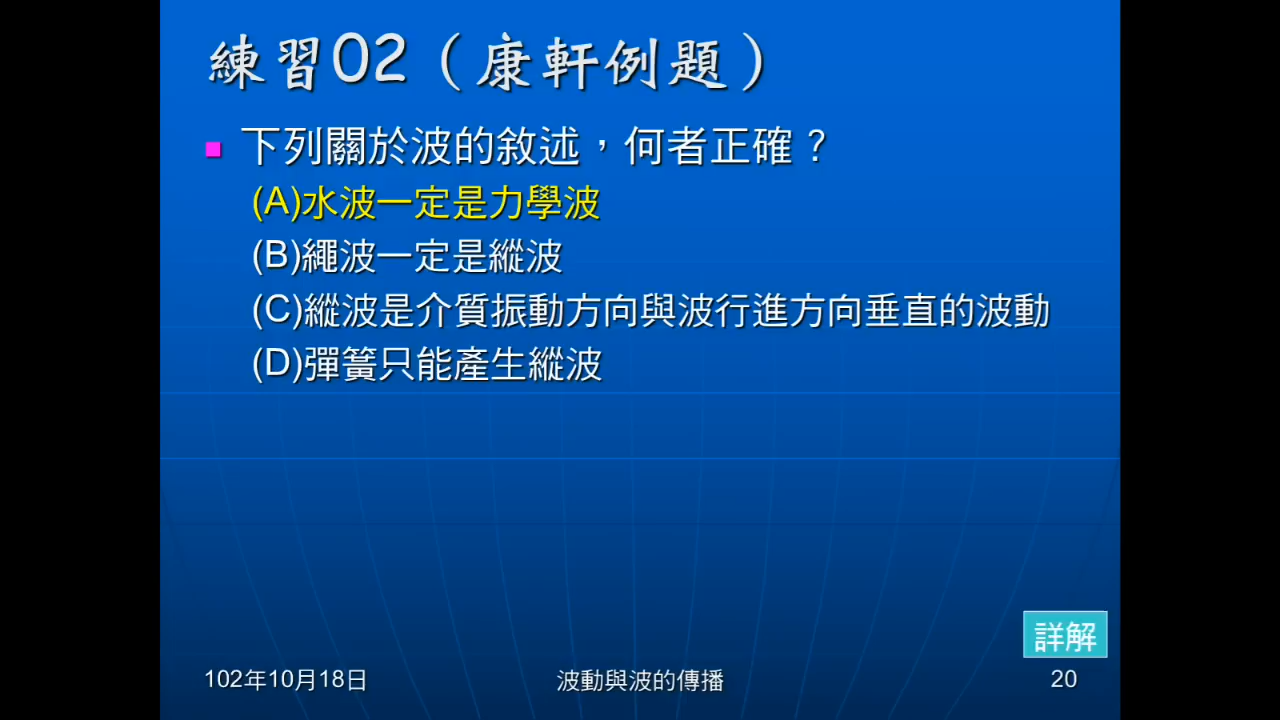 練習02（康軒例題）
下列關於波的敘述，何者正確？
(A)水波一定是力學波
(B)繩波一定是縱波
(C)縱波是介質振動方向與波行進方向垂直的波動
(D)彈簧只能產生縱波
詳解
102年10月18日
波動與波的傳播
20